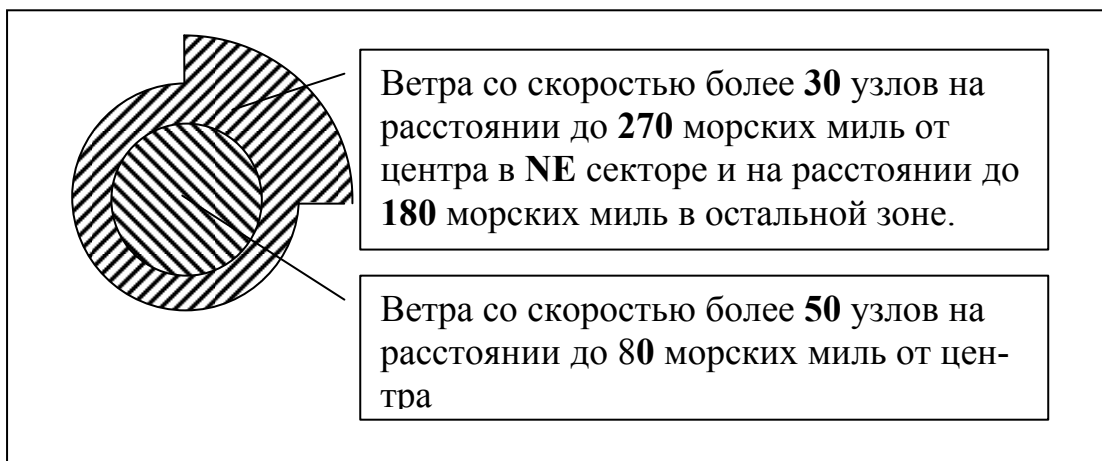 Ветра со скоростью более 30 узлов на
расстоянии до 270 морских миль от
центра в NE секторе и на расстоянии до
180 морских миль в остальной зоне.
Ветра со скоростью более 50 узлов на
расстоянии до 80 морских миль от цен-
тра